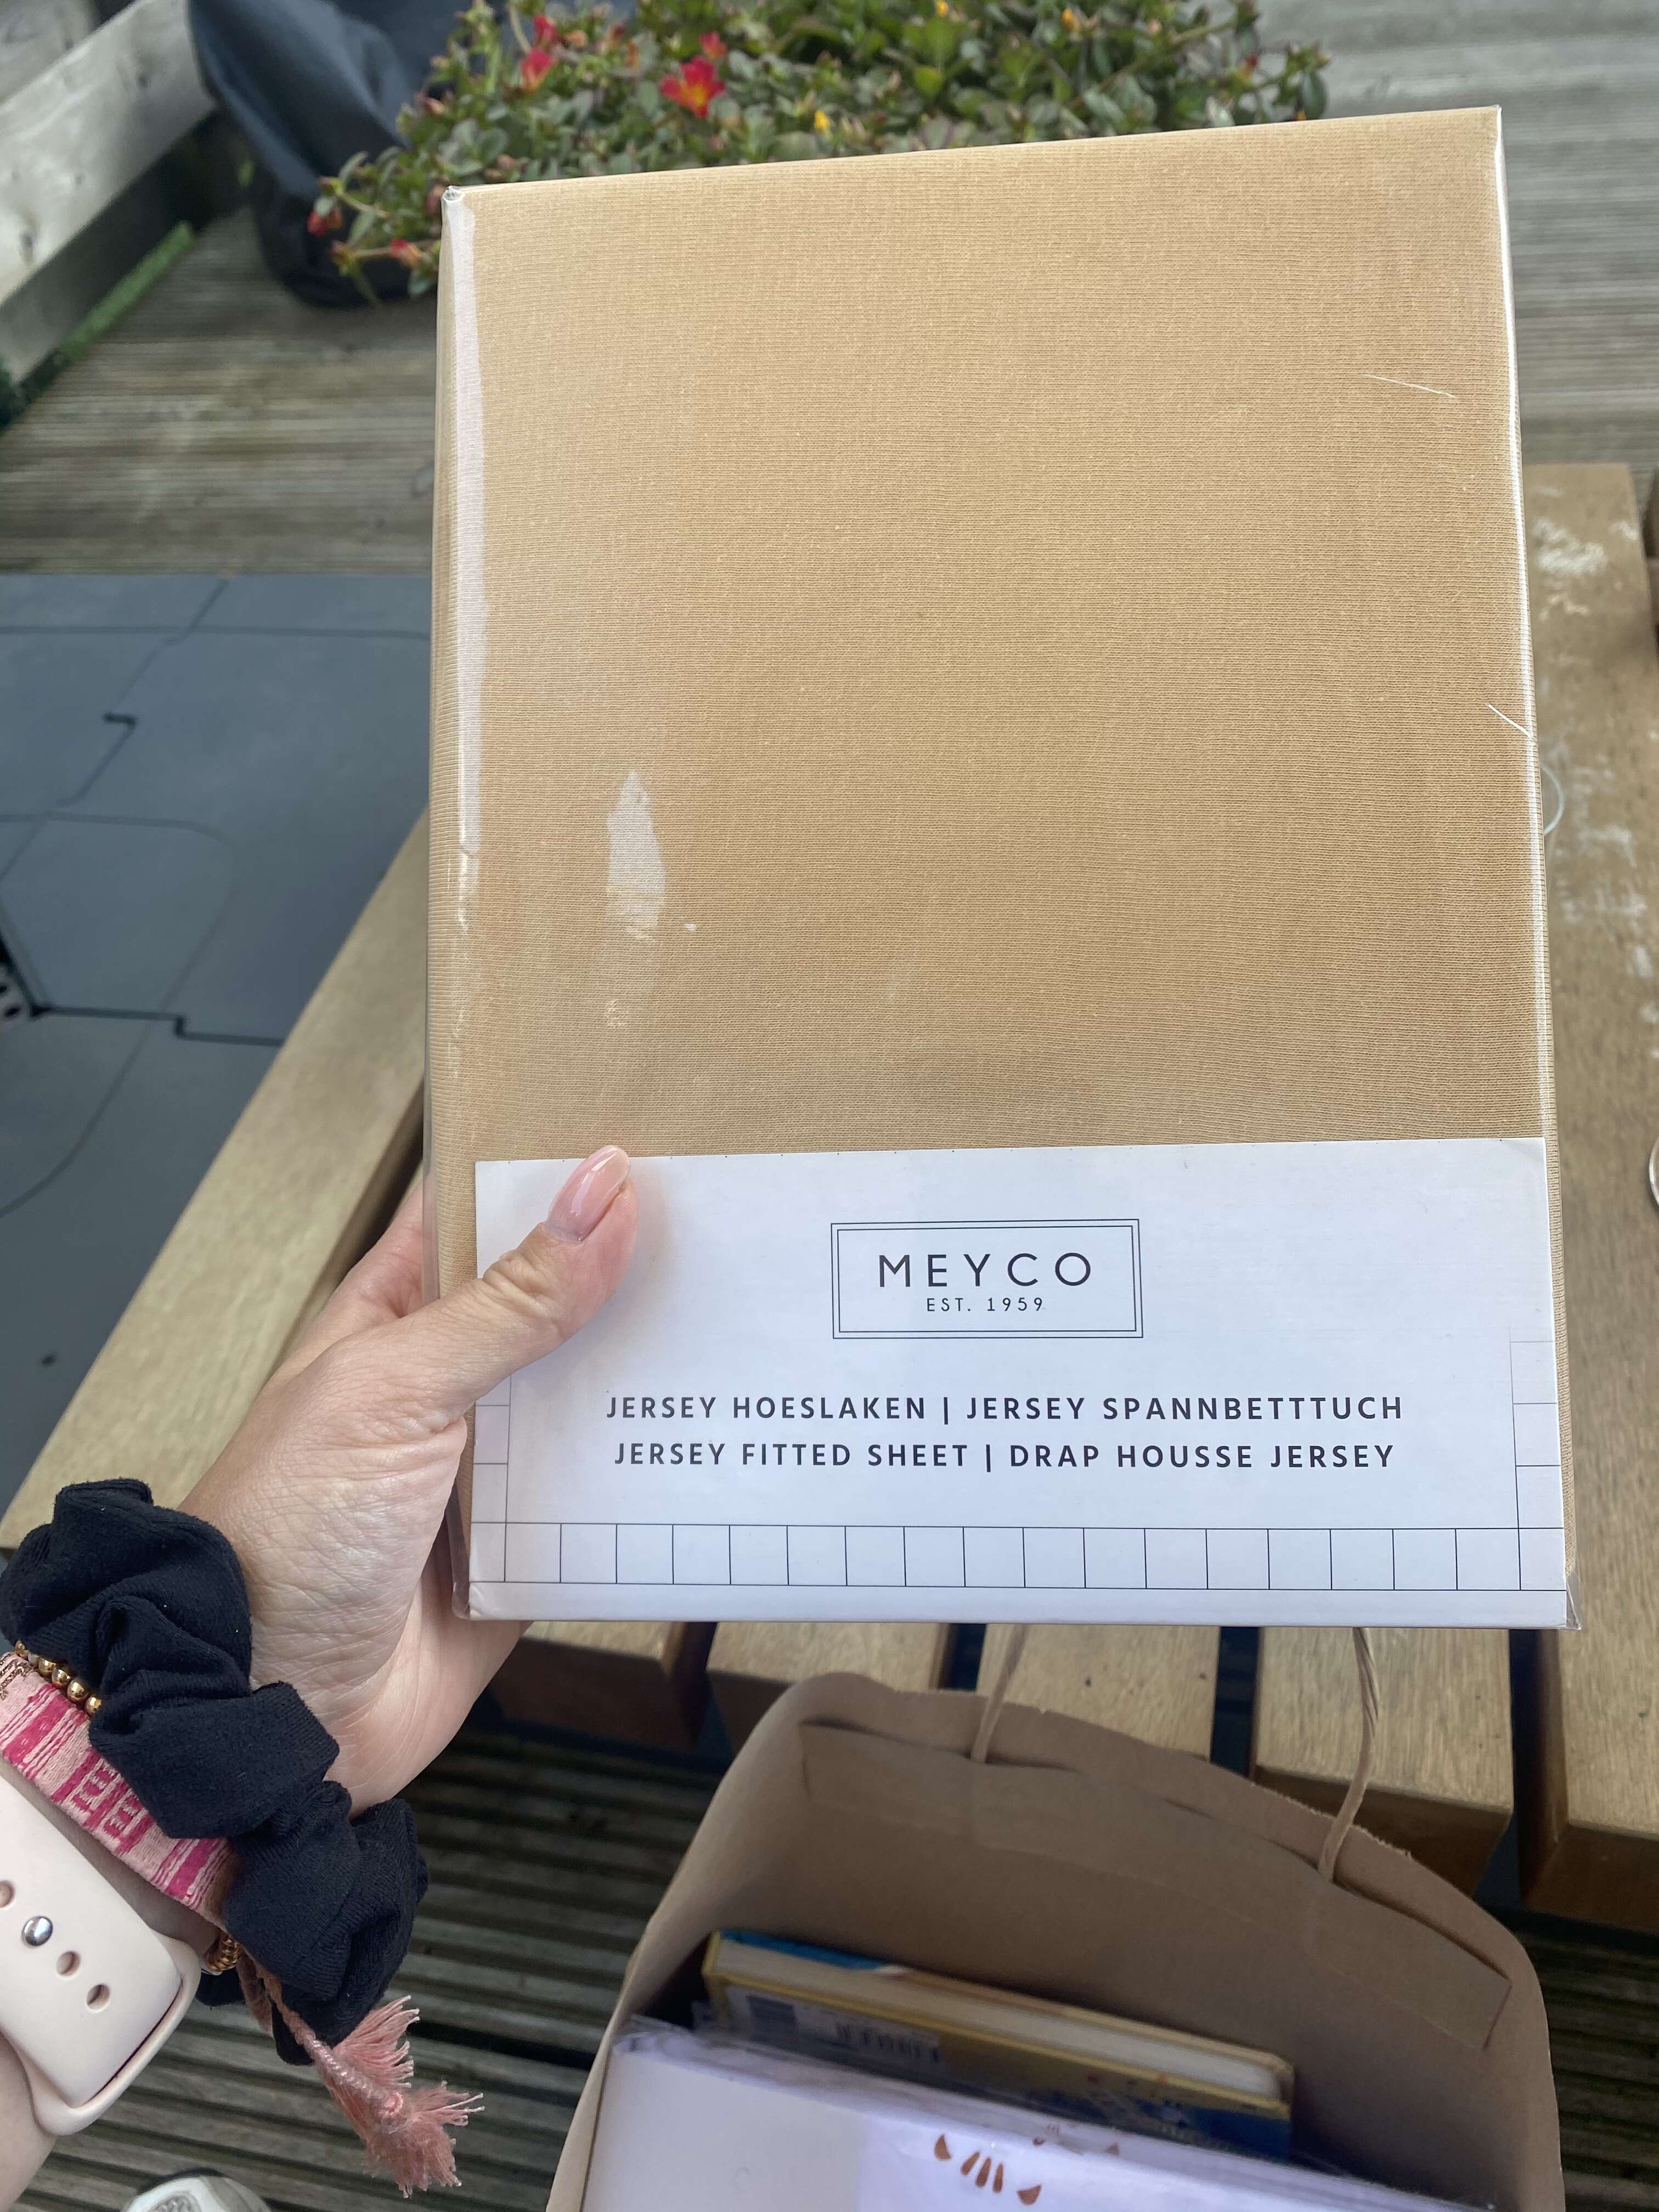 MEYCO
EST. 1959
JERSEY HOESLAKEN | JERSEY SPANNBETTTUCH
JERSEY FITTED SHEET | DRAP HOUSSE JERSEY